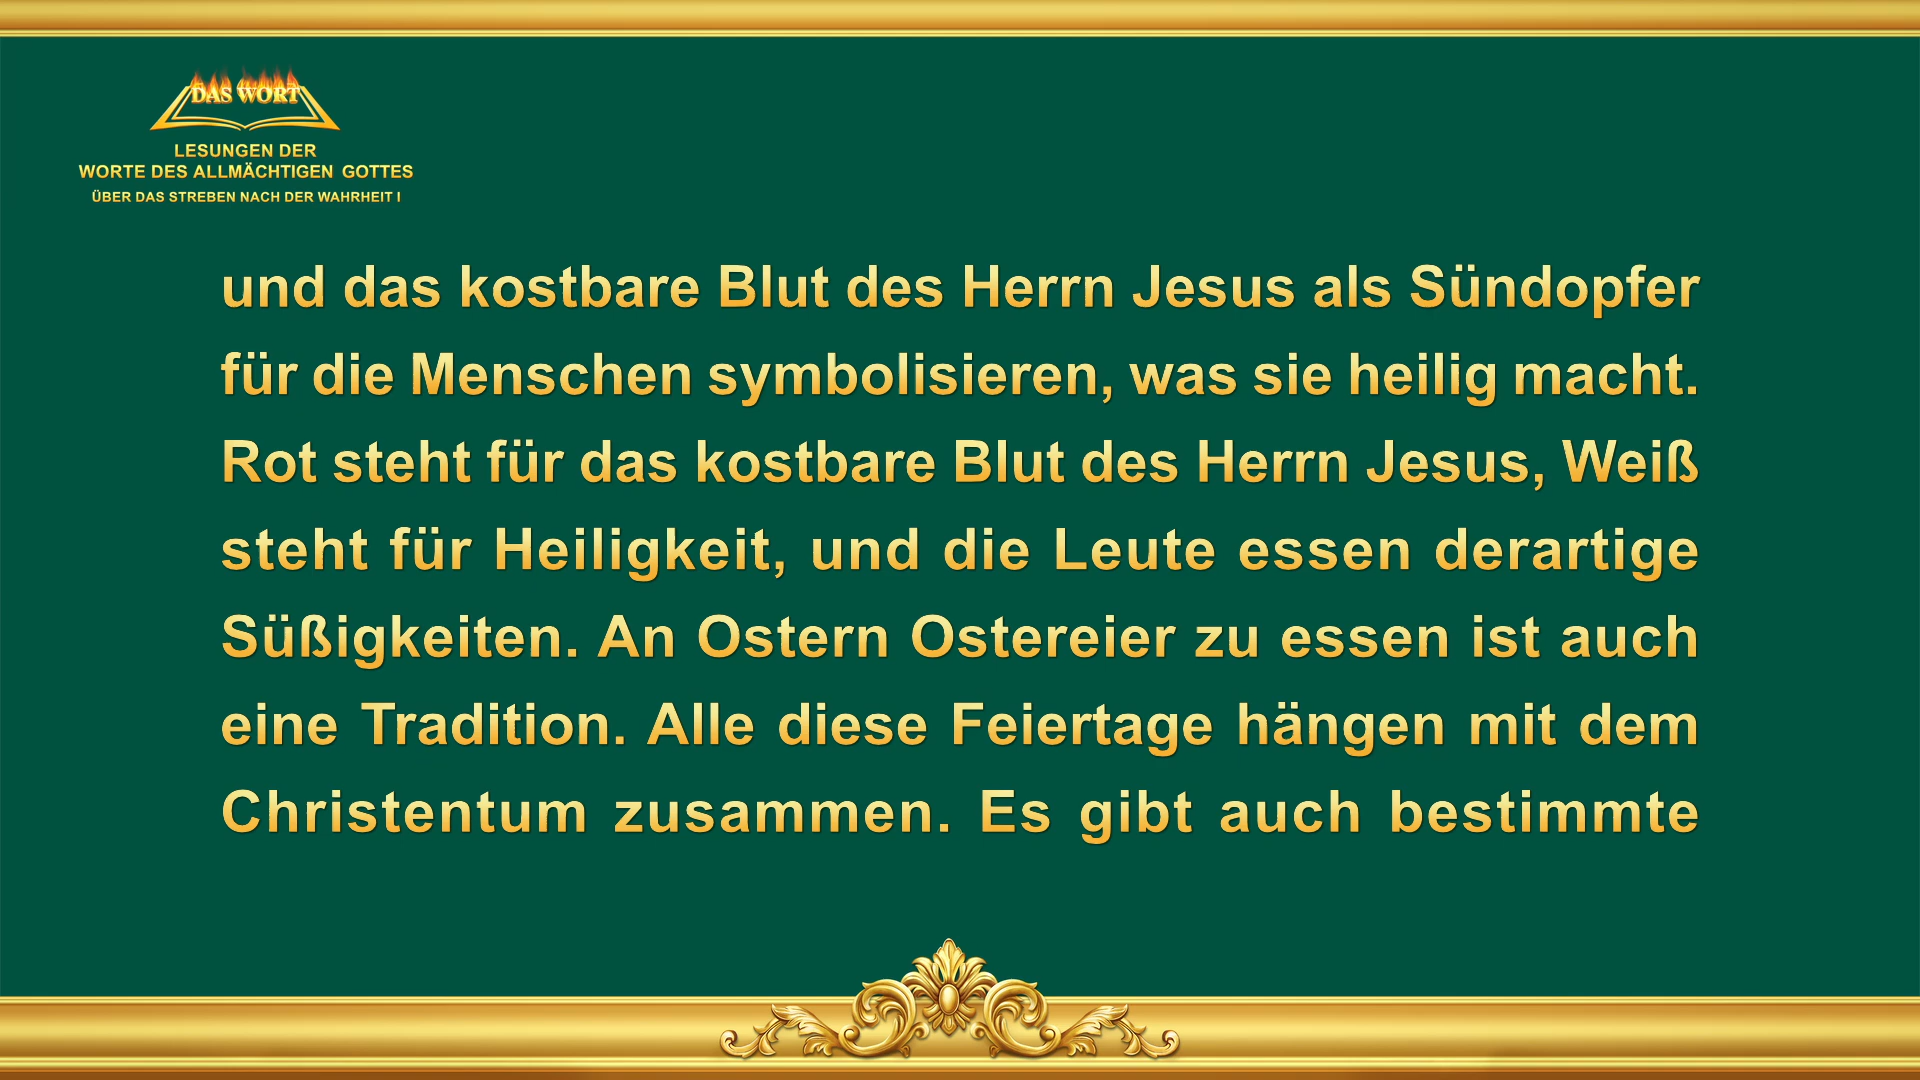 DAS WORT
LESUNGEN DER
WORTE DES ALLMÄCHTIGEN GOTTES
ÜBER DAS STREBEN NACH DER WAHRHEIT I
und das kostbare Blut des Herrn Jesus als Sündopfer
für die Menschen symbolisieren, was sie heilig macht.
Rot steht für das kostbare Blut des Herrn Jesus, Weiß
steht für Heiligkeit, und die Leute essen derartige
Süßigkeiten. An Ostern Ostereier zu essen ist auch
eine Tradition. Alle diese Feiertage hängen mit dem
Christentum zusammen. Es gibt auch bestimmte